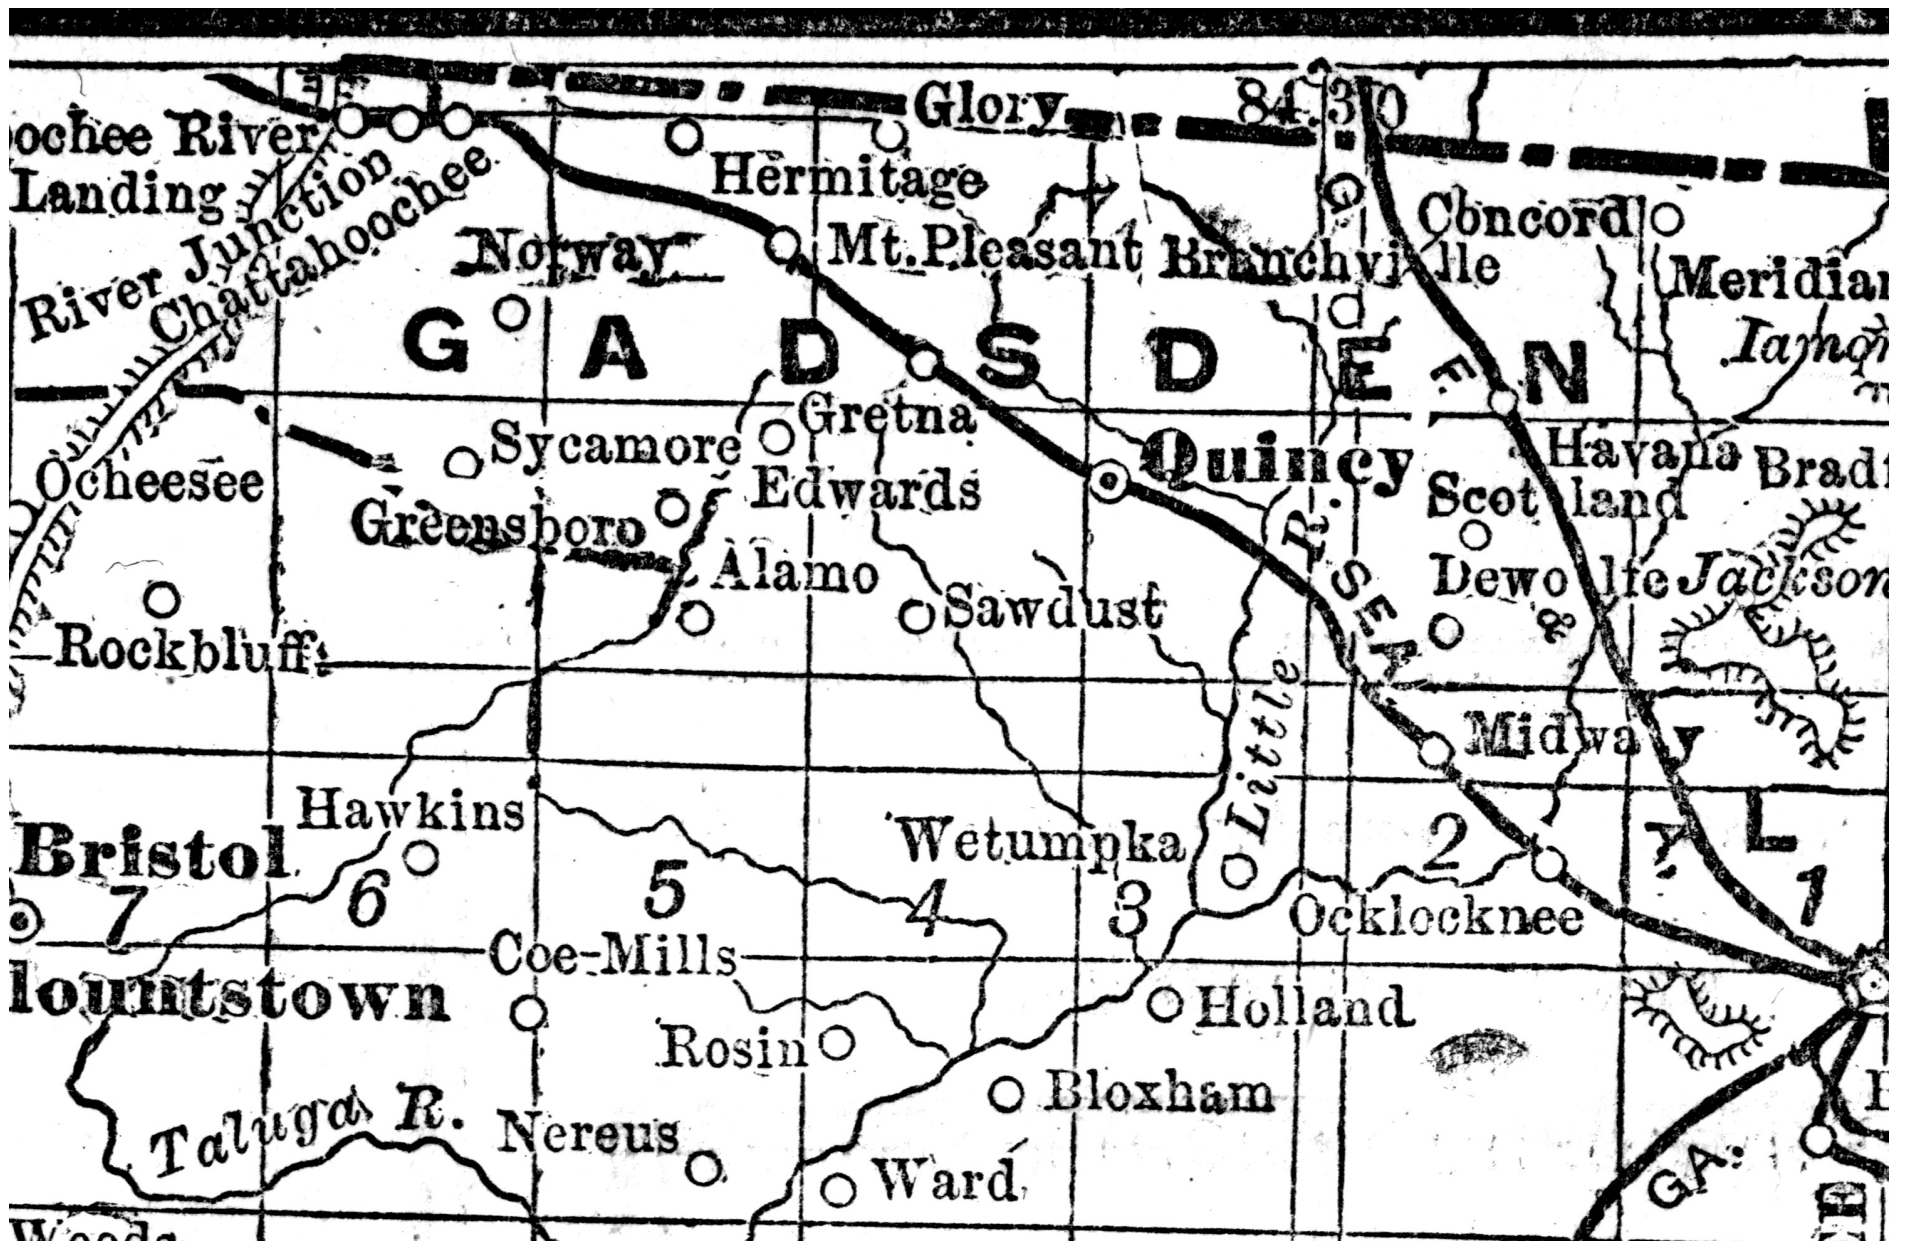 Glory
84.30
ochee River
Landing
River Junction
Chattahoochee
Hermitage
G.
Concord
Norway
Mt. Pleasant
Branchville
Meridian
G A D S D E N
F.
Gretna
Sycamore
Quincy
Havana
Ocheesee
Edwards
Scotland
Greensboro
R.
Alamo
SEA.
Dewolfe
Jackson
Sawdust
&
Rockbluff
Little
Midway
Hawkins
Wetumpka
Bristol
L
7 6 5 4 3 2 1
Ocklocknee
Coe-Mills
lountstown
Holland
Rosin
Bloxham
Taluga R.
Nereus
Ward
GA.
Woods